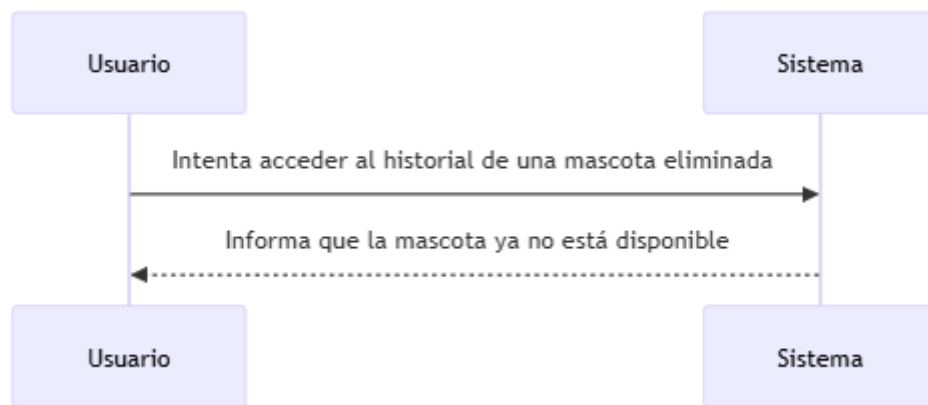 Usuario
Sistema
Intenta acceder al historial de una mascota eliminada
Informa que la mascota ya no está disponible
Usuario
Sistema